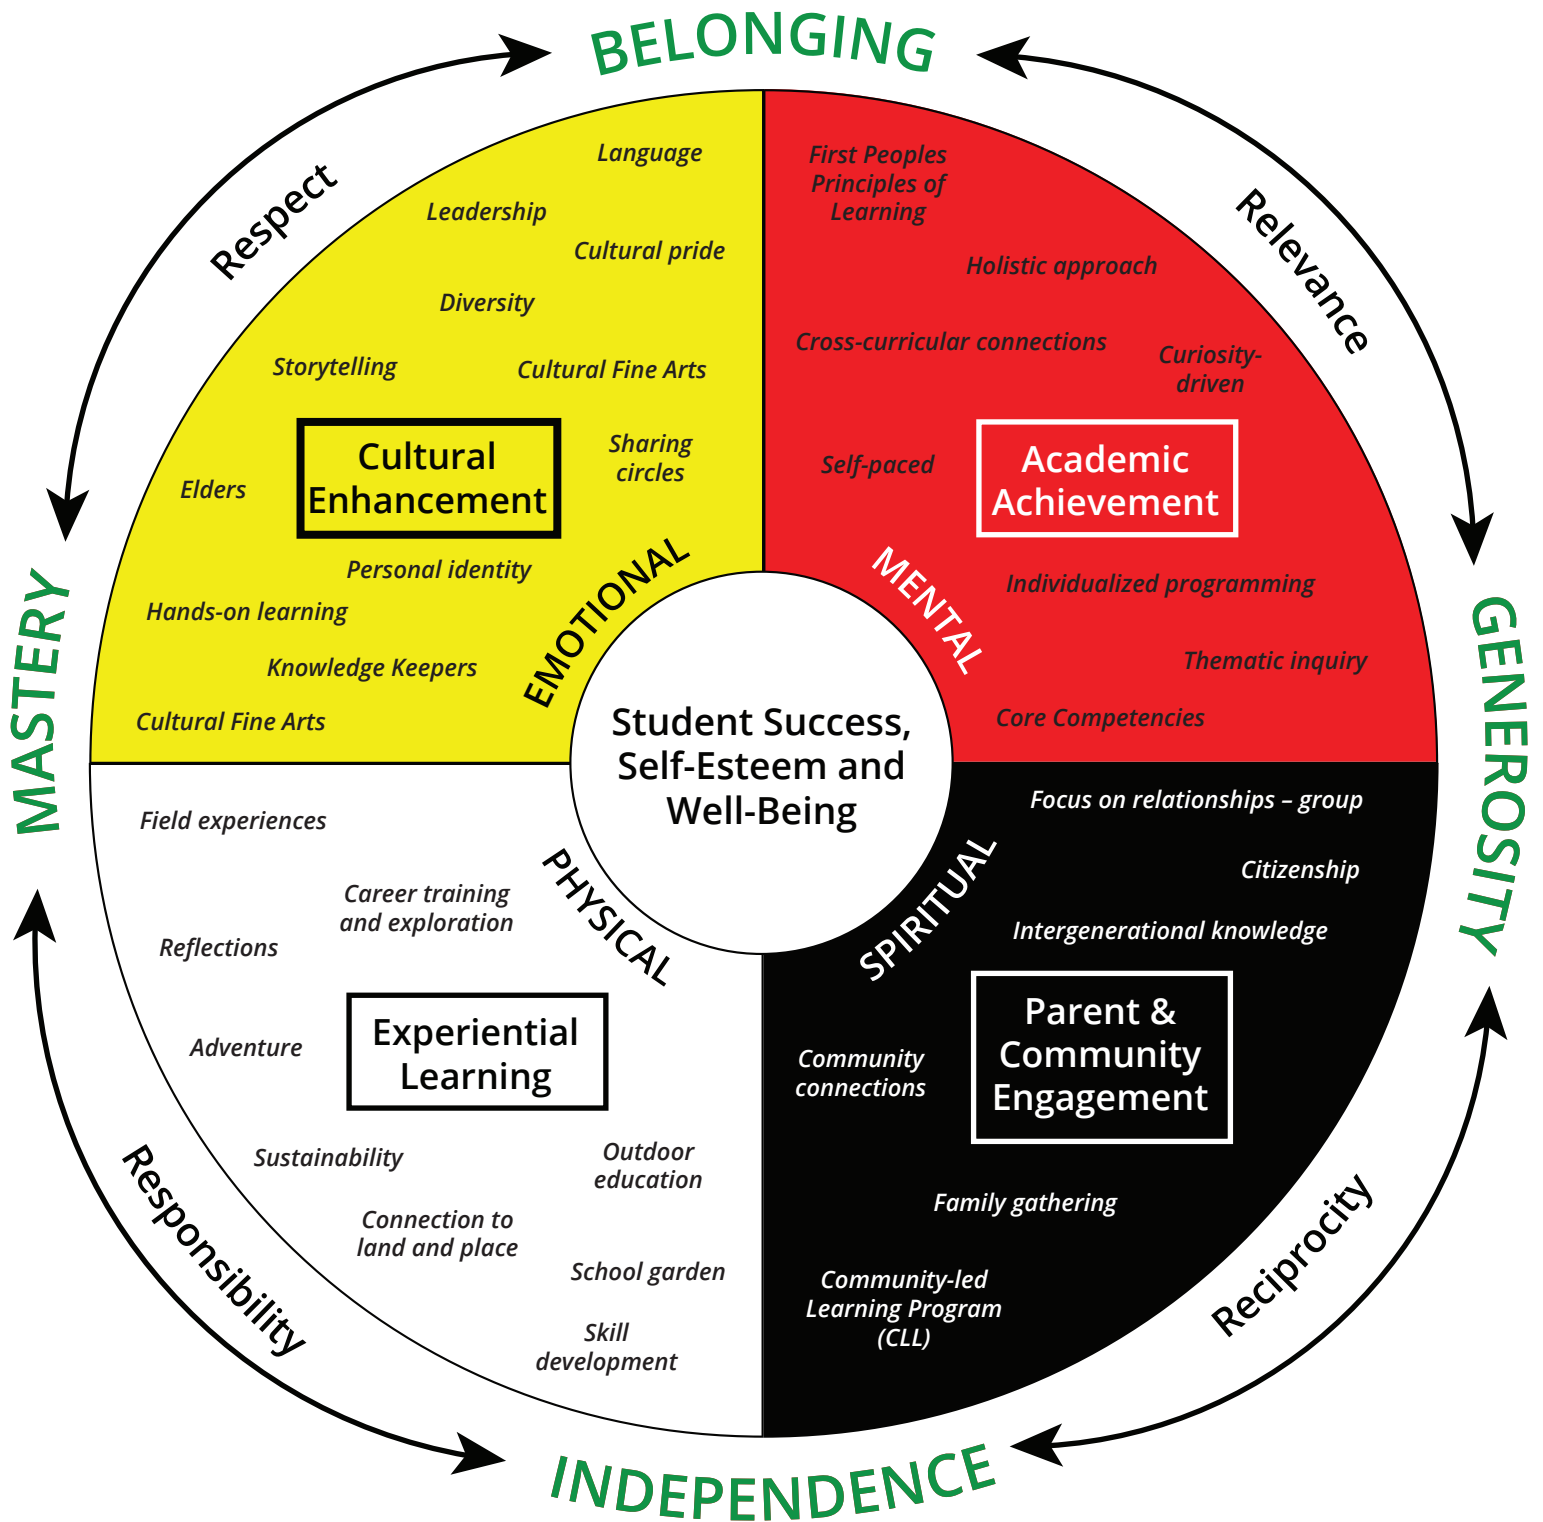 BELONGING
Respect
Relevance
MASTERY
GENEROSITY
Language
Leadership
Cultural pride
Diversity
Storytelling
Cultural Fine Arts
Cultural
Enhancement
Sharing
circles
Elders
Personal identity
Hands-on learning
Knowledge Keepers
Cultural Fine Arts
EMOTIONAL
First Peoples
Principles of
Learning
Holistic approach
Cross-curricular connections
Curiosity-
driven
Self-paced
Academic
Achievement
Individualized programming
Thematic inquiry
Core Competencies
MENTAL
Student Success,
Self-Esteem and
Well-Being
Field experiences
Career training
and exploration
Reflections
PHYSICAL
Experiential
Learning
Adventure
Sustainability
Outdoor
education
Connection to
land and place
School garden
Skill
development
SPIRITUAL
Focus on relationships – group
Citizenship
Intergenerational knowledge
Parent &
Community
Engagement
Community
connections
Family gathering
Community-led
Learning Program
(CLL)
Responsibility
Reciprocity
INDEPENDENCE